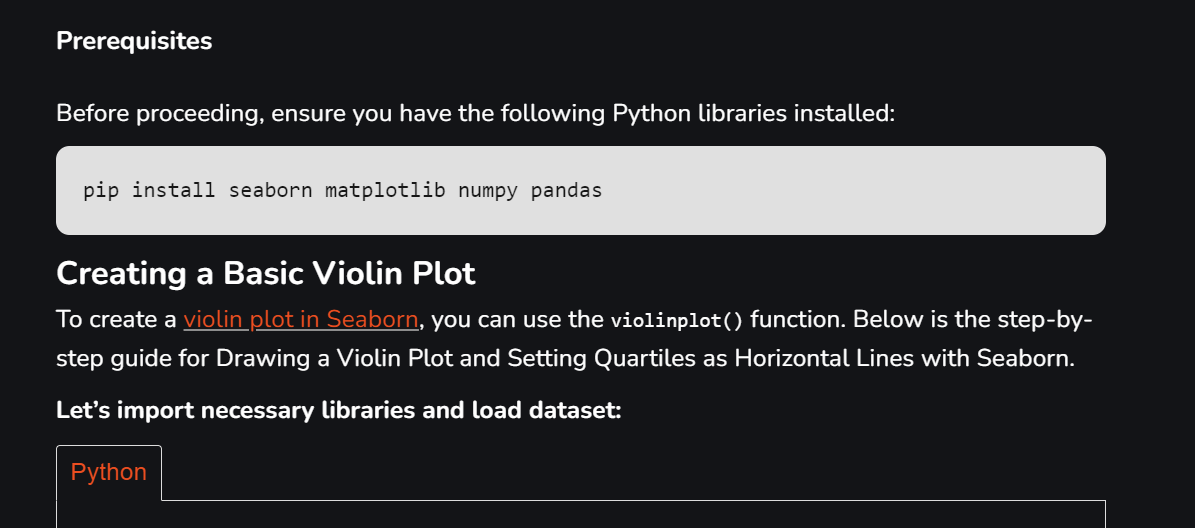 Prerequisites
Before proceeding, ensure you have the following Python libraries installed:
pip install seaborn matplotlib numpy pandas
Creating a Basic Violin Plot
To create a violin plot in Seaborn, you can use the violinplot() function. Below is the step-by-
step guide for Drawing a Violin Plot and Setting Quartiles as Horizontal Lines with Seaborn.
Let’s import necessary libraries and load dataset:
Python